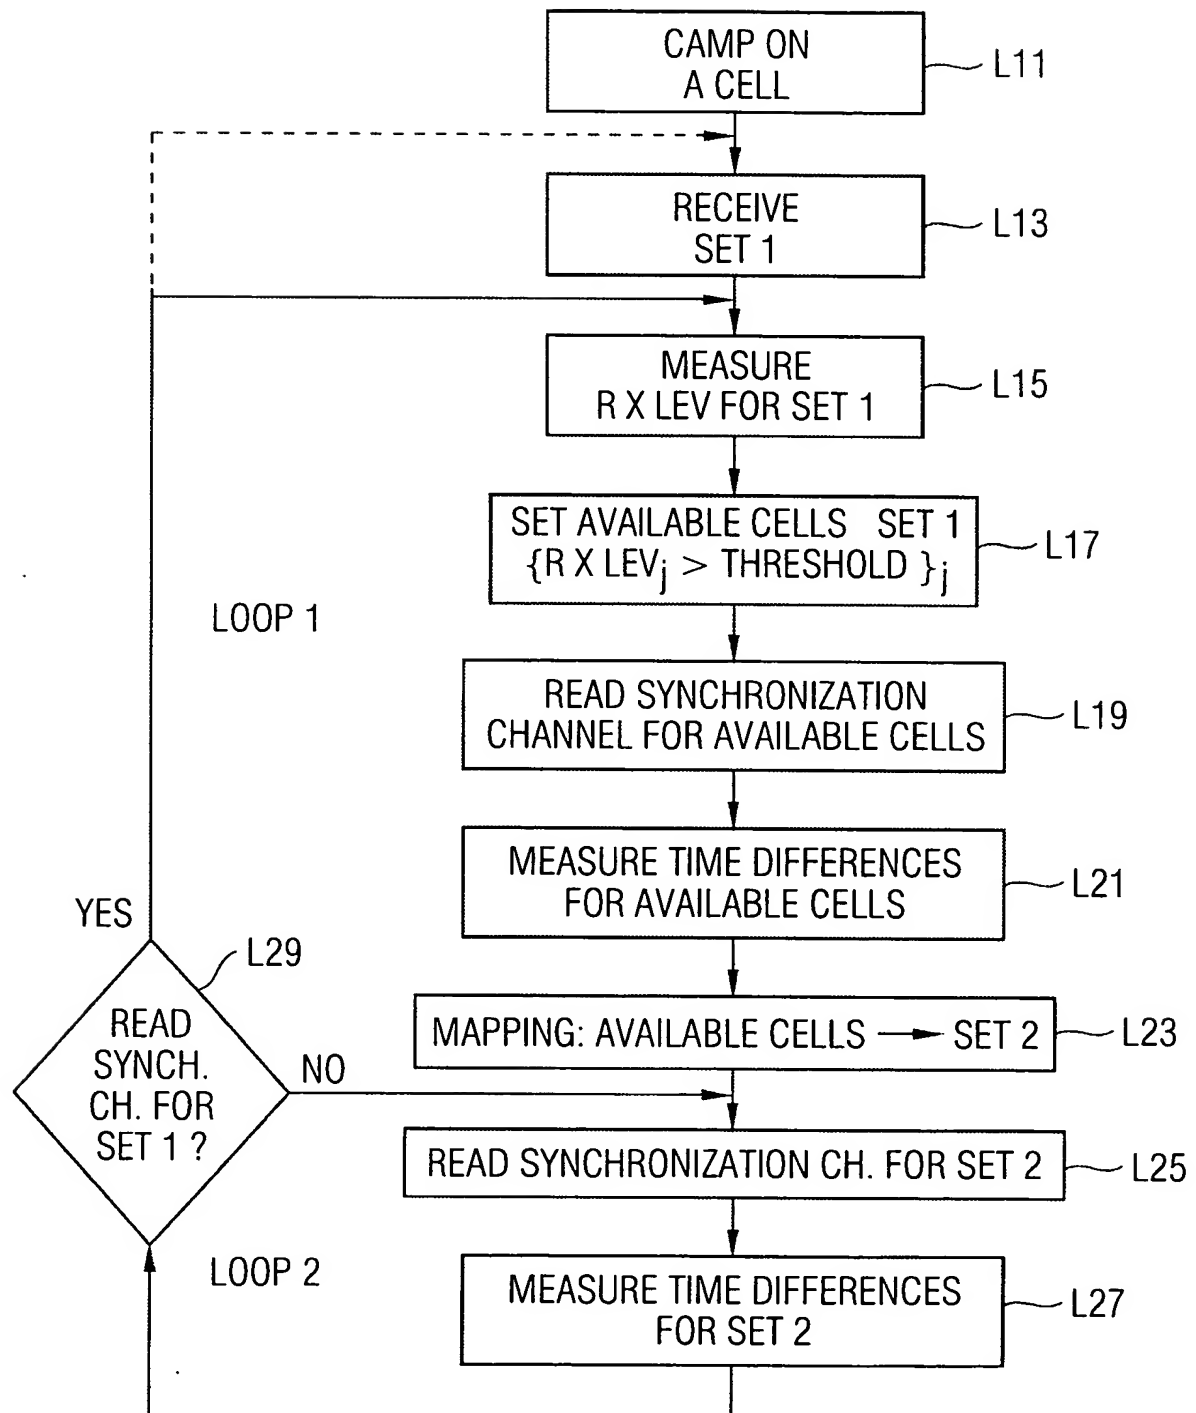 CAMP ON
A CELL
L11
RECEIVE
SET 1
L13
MEASURE
R X LEV FOR SET 1
L15
SET AVAILABLE CELLS SET 1
{R X LEVj > THRESHOLD }j
L17
LOOP 1
READ SYNCHRONIZATION
CHANNEL FOR AVAILABLE CELLS
L19
MEASURE TIME DIFFERENCES
FOR AVAILABLE CELLS
L21
YES
L29
READ
SYNCH.
CH. FOR
SET 1 ?
NO
MAPPING: AVAILABLE CELLS → SET 2
L23
READ SYNCHRONIZATION CH. FOR SET 2
L25
LOOP 2
MEASURE TIME DIFFERENCES
FOR SET 2
L27